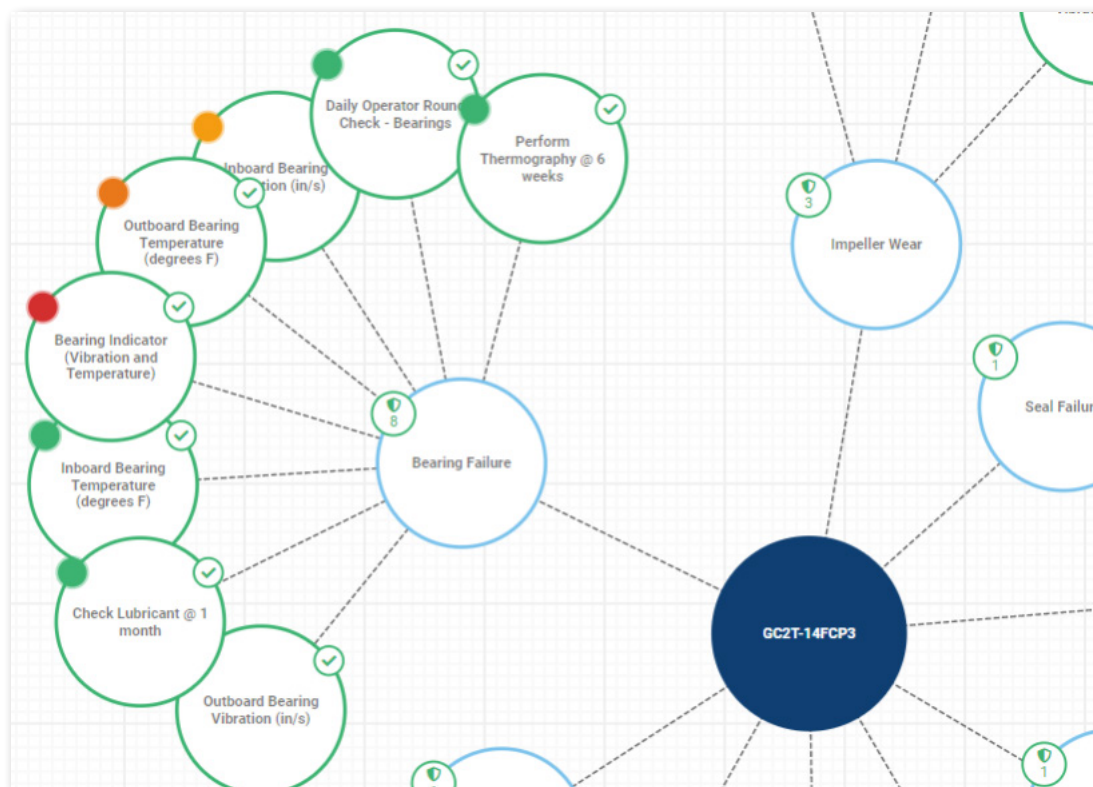 Daily Operator Roun
Check - Bearings
Perform
Thermography @ 6
weeks
Inboard Bearing
tion (in/s)
Outboard Bearing
Temperature
(degrees F)
Bearing Indicator
(Vibration and
Temperature)
Inboard Bearing
Temperature
(degrees F)
Check Lubricant @ 1
month
Outboard Bearing
Vibration (in/s)
8
Bearing Failure
3
Impeller Wear
1
Seal Failur
GC2T-14FCP3
1